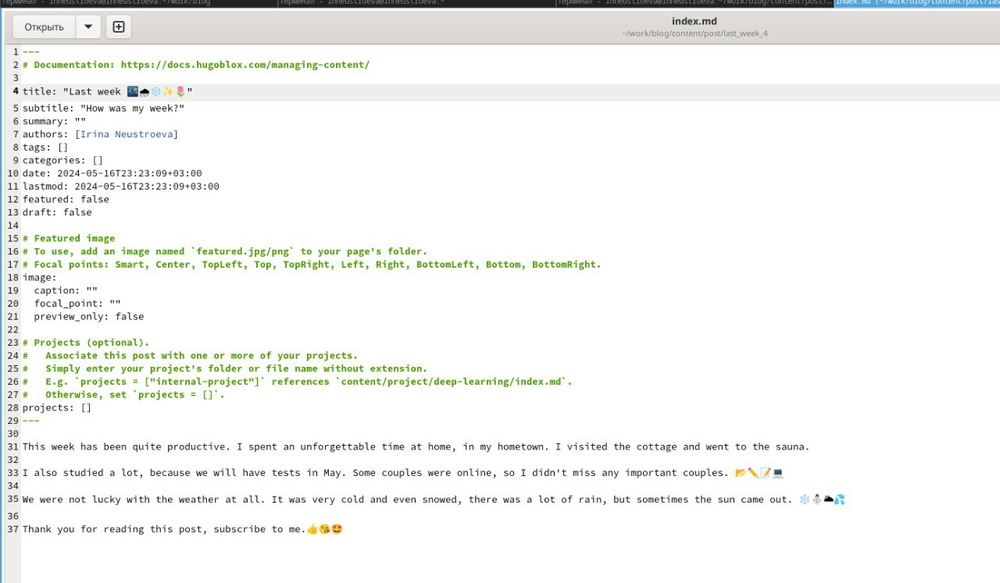 Терминал - inneustroeva@inneustroeva:~/work/blog
Терминал - inneustroeva@inneustroeva:~
Терминал - inneustroeva@inneustroeva:~/work/blog/content/post/…
index.md (~/work/blog/content/post/las
Открыть
index.md
~/work/blog/content/post/last_week_4
1 ---
2 # Documentation: https://docs.hugoblox.com/managing-content/
3
4 title: "Last week 🌃🌧❄✨🌷"
5 subtitle: "How was my week?"
6 summary: ""
7 authors: [Irina Neustroeva]
8 tags: []
9 categories: []
10 date: 2024-05-16T23:23:09+03:00
11 lastmod: 2024-05-16T23:23:09+03:00
12 featured: false
13 draft: false
14
15 # Featured image
16 # To use, add an image named `featured.jpg/png` to your page's folder.
17 # Focal points: Smart, Center, TopLeft, Top, TopRight, Left, Right, BottomLeft, Bottom, BottomRight.
18 image:
19   caption: ""
20   focal_point: ""
21   preview_only: false
22
23 # Projects (optional).
24 #   Associate this post with one or more of your projects.
25 #   Simply enter your project's folder or file name without extension.
26 #   E.g. `projects = ["internal-project"]` references `content/project/deep-learning/index.md`.
27 #   Otherwise, set `projects = []`.
28 projects: []
29 ---
30
31 This week has been quite productive. I spent an unforgettable time at home, in my hometown. I visited the cottage and went to the sauna.
32
33 I also studied a lot, because we will have tests in May. Some couples were online, so I didn't miss any important couples. 📂✏📝💻
34
35 We were not lucky with the weather at all. It was very cold and even snowed, there was a lot of rain, but sometimes the sun came out. ❄⛄🌥💦
36
37 Thank you for reading this post, subscribe to me.👍😘🤩